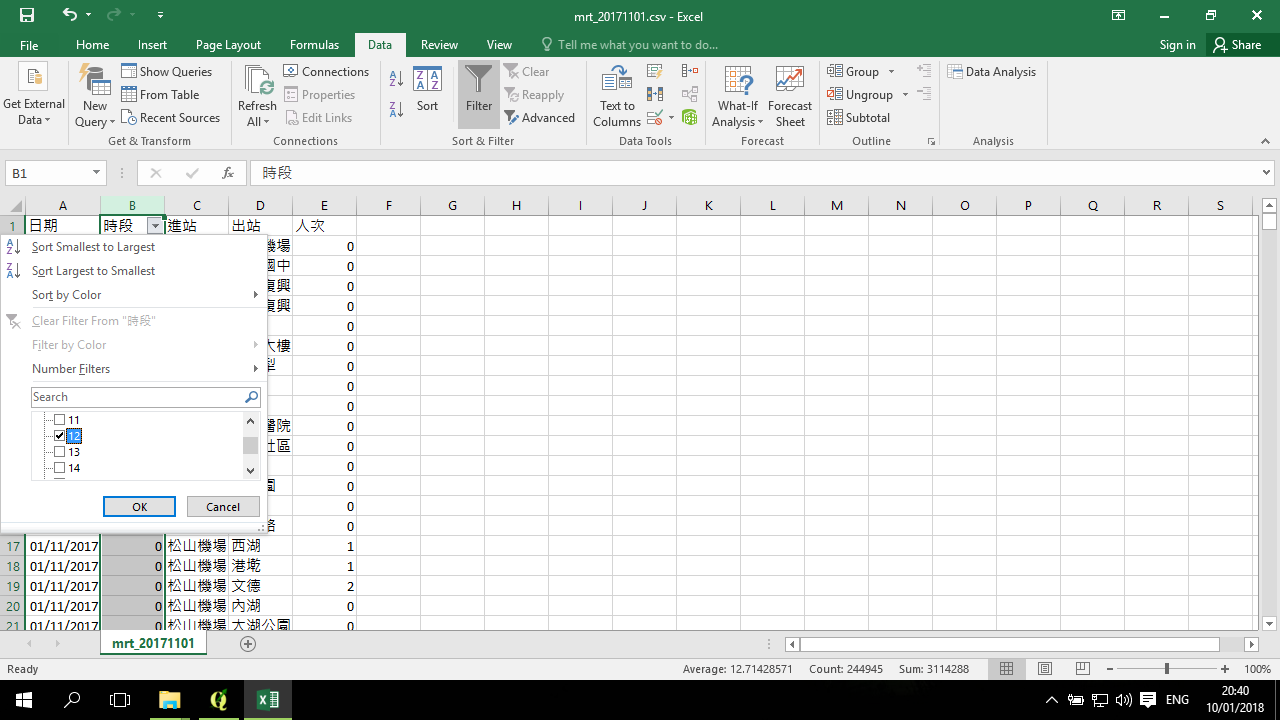 mrt_20171101.csv - Excel
File Home Insert Page Layout Formulas Data Review View Tell me what you want to do... Sign in Share
Get External Data
New Query
Show Queries
From Table
Recent Sources
Get & Transform
Refresh All
Connections
Properties
Edit Links
Connections
Sort
Filter
Clear
Reapply
Advanced
Sort & Filter
Text to Columns
Data Tools
What-If Analysis
Forecast Sheet
Forecast
Group
Ungroup
Subtotal
Outline
Data Analysis
Analysis
B1 fx 時段
A B C D E F G H I J K L M N O P Q R S
1 日期 時段 進站 出站 人次
機場 0
國中 0
復興 0
復興 0
0
大樓 0
0
0
0
醫院 0
社區 0
0
園 0
0
路 0
Sort Smallest to Largest
Sort Largest to Smallest
Sort by Color
Clear Filter From "時段"
Filter by Color
Number Filters
Search
11
12
13
14
OK Cancel
17 01/11/2017 0 松山機場 西湖 1
18 01/11/2017 0 松山機場 港墘 1
19 01/11/2017 0 松山機場 文德 2
20 01/11/2017 0 松山機場 內湖 0
21 01/11/2017 0 松山機場 大湖公園 0
mrt_20171101
Ready Average: 12.71428571 Count: 244945 Sum: 3114288 100%
ENG 20:40
10/01/2018